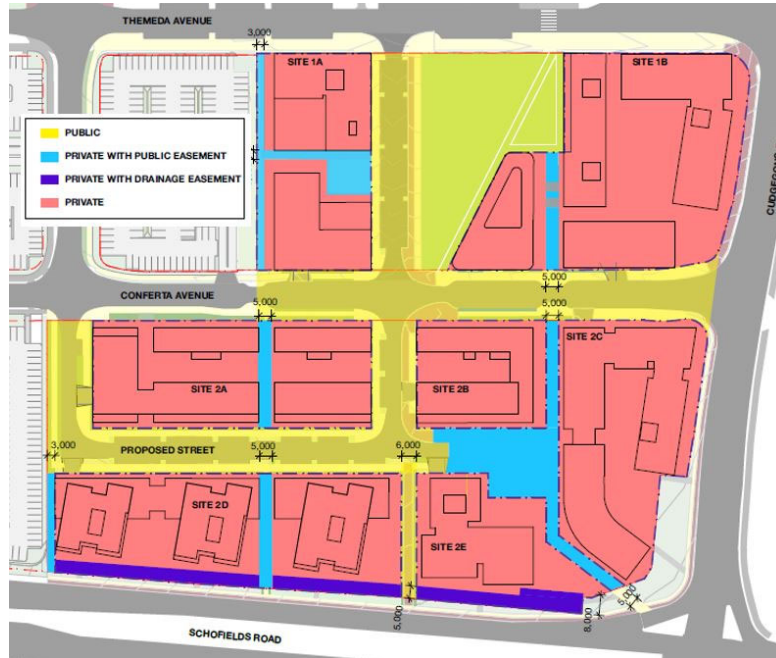 THEMEDA AVENUE
3,000
SITE 1A
SITE 1B
PUBLIC
PRIVATE WITH PUBLIC EASEMENT
PRIVATE WITH DRAINAGE EASEMENT
PRIVATE
5,000
CONFERTA AVENUE
5,000
5,000
SITE 2C
SITE 2A
SITE 2B
3,000
PROPOSED STREET
5,000
6,000
SITE 2D
SITE 2E
5,000
8,000
5,000
SCHOFIELDS ROAD